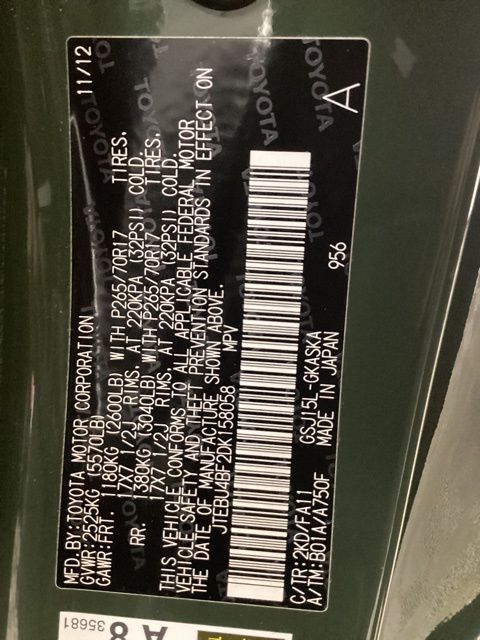 MFD.BY:TOYOTA MOTOR CORPORATION 11/12
GVWR:2525KG (5570LB)
GAWR:FRT. 1180KG (2600LB) WITH P265/70R17 TIRES,
17X7 1/2J RIMS, AT 220KPA (32PSI) COLD.
RR. 1380KG (3040LB) WITH P265/70R17 TIRES,
17X7 1/2J RIMS, AT 220KPA (32PSI) COLD.
THIS VEHICLE CONFORMS TO ALL APPLICABLE FEDERAL MOTOR
VEHICLE SAFETY AND THEFT PREVENTION STANDARDS IN EFFECT ON
THE DATE OF MANUFACTURE SHOWN ABOVE.
JTEBU4BF2DK158058 MPV
C/TR:2KD/FA11 GSJ15L-GKASKA 956 A
A/TM:B01A/A750F MADE IN JAPAN
A 8
35681
TOYOTA